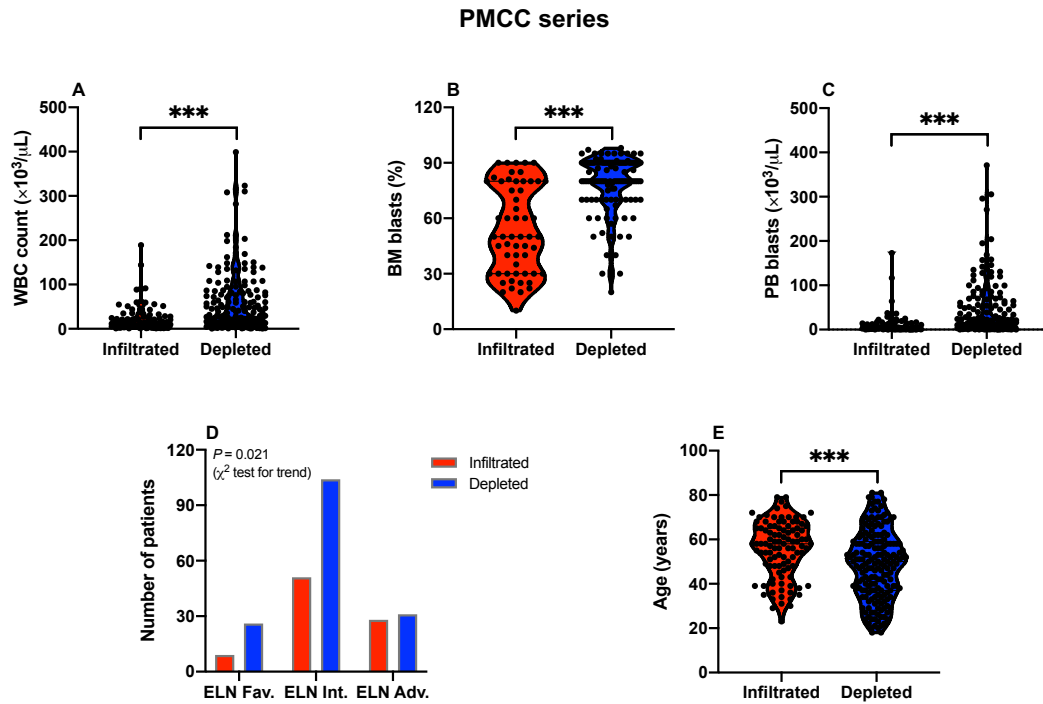 PMCC series
A
WBC count (×10³/μL)
500
400
300
200
100
0
***
Infiltrated
Depleted
B
BM blasts (%)
120
90
60
30
0
***
Infiltrated
Depleted
C
PB blasts (×10³/μL)
500
400
300
200
100
0
***
Infiltrated
Depleted
D
P = 0.021
(χ² test for trend)
Number of patients
120
90
60
30
0
ELN Fav.
ELN Int.
ELN Adv.
Infiltrated
Depleted
E
Age (years)
100
80
60
40
20
0
***
Infiltrated
Depleted